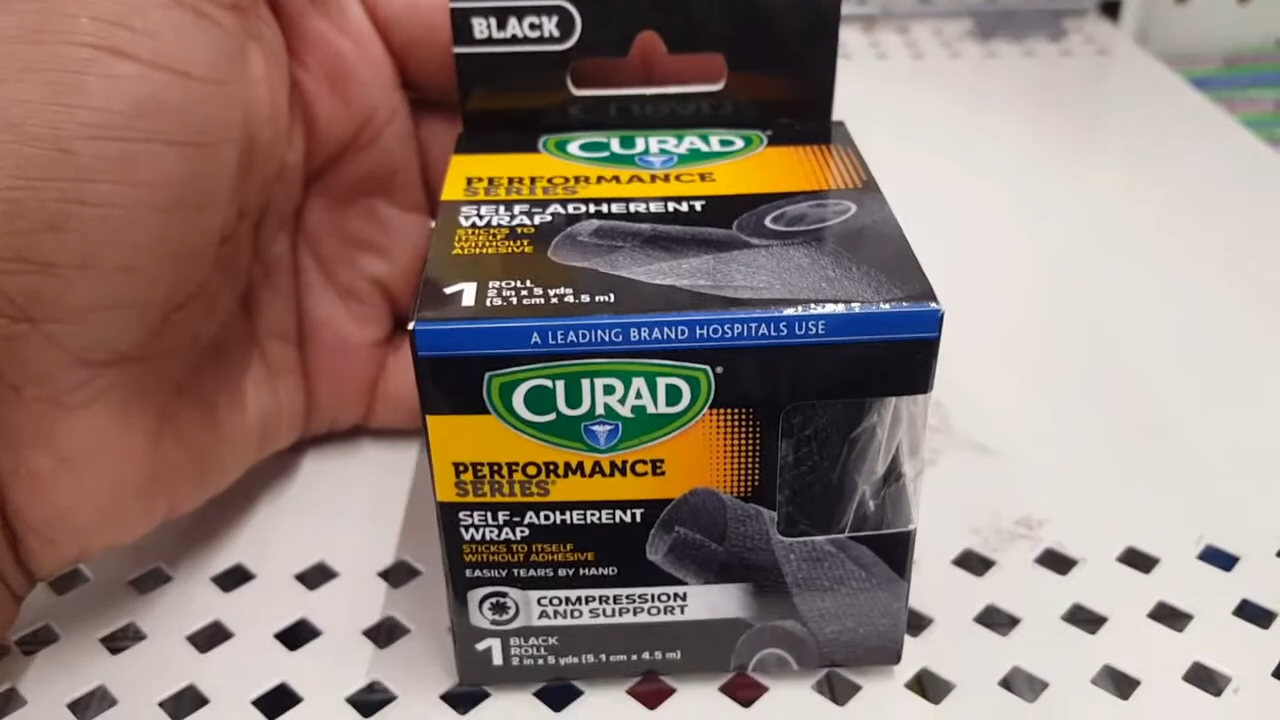 BLACK
CURAD
PERFORMANCE
SERIES®
SELF-ADHERENT
WRAP
STICKS TO
ITSELF
WITHOUT
ADHESIVE
1 ROLL
2 in x 5 yds
(5.1 cm x 4.5 m)
A LEADING BRAND HOSPITALS USE
CURAD®
PERFORMANCE
SERIES®
SELF-ADHERENT
WRAP
STICKS TO ITSELF
WITHOUT ADHESIVE
EASILY TEARS BY HAND
COMPRESSION
AND SUPPORT
1 BLACK
ROLL
2 in x 5 yds (5.1 cm x 4.5 m)